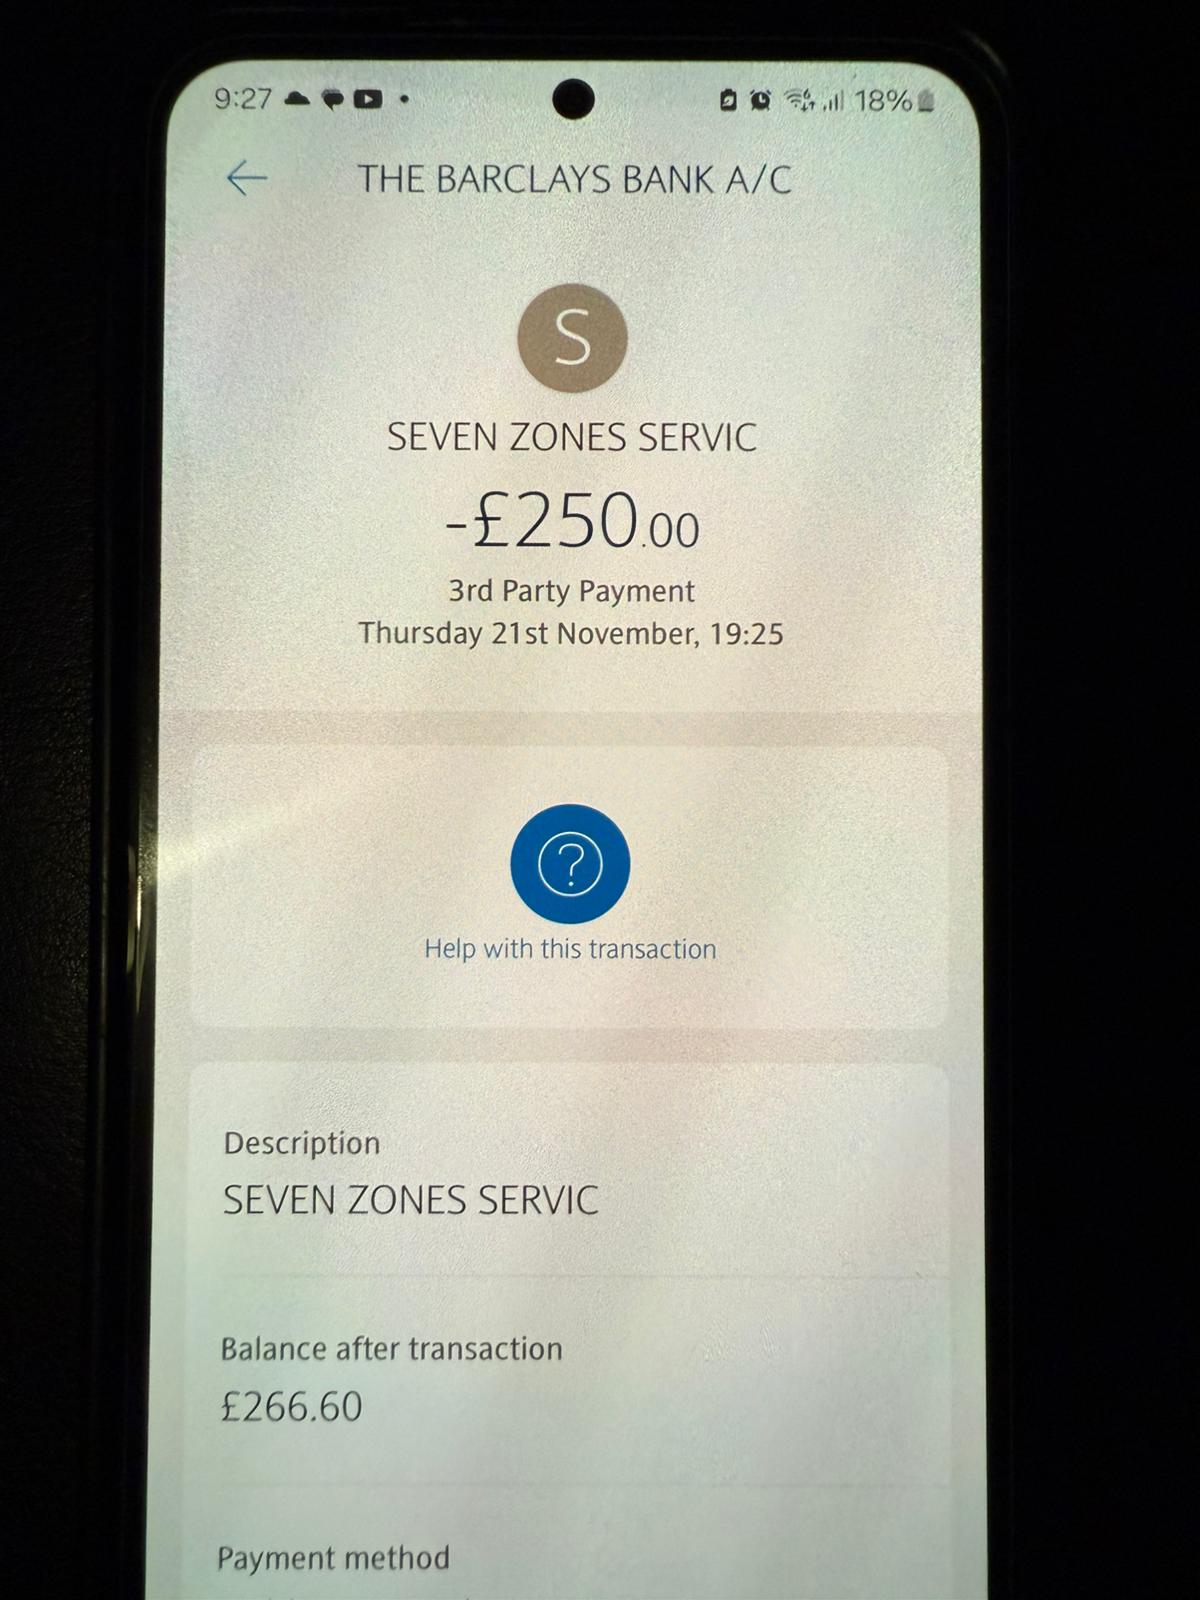 9:27 18%
THE BARCLAYS BANK A/C
S
SEVEN ZONES SERVIC
-£250.00
3rd Party Payment
Thursday 21st November, 19:25
?
Help with this transaction
Description
SEVEN ZONES SERVIC
Balance after transaction
£266.60
Payment method